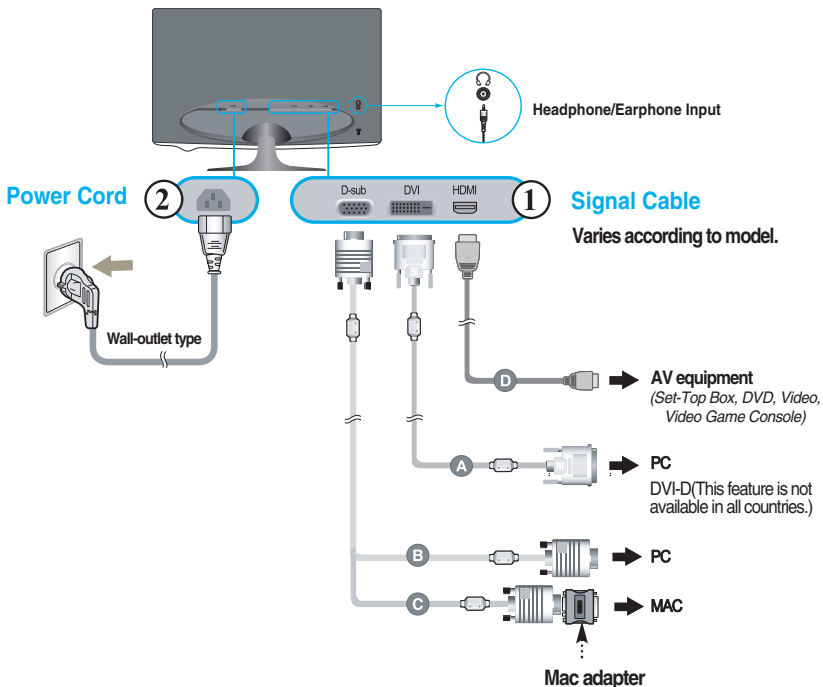 Headphone/Earphone Input
Power Cord
2
D-sub DVI HDMI
1
Signal Cable
Varies according to model.
Wall-outlet type
D
AV equipment
(Set-Top Box, DVD, Video,
Video Game Console)
A
PC
DVI-D(This feature is not
available in all countries.)
B
PC
C
MAC
Mac adapter